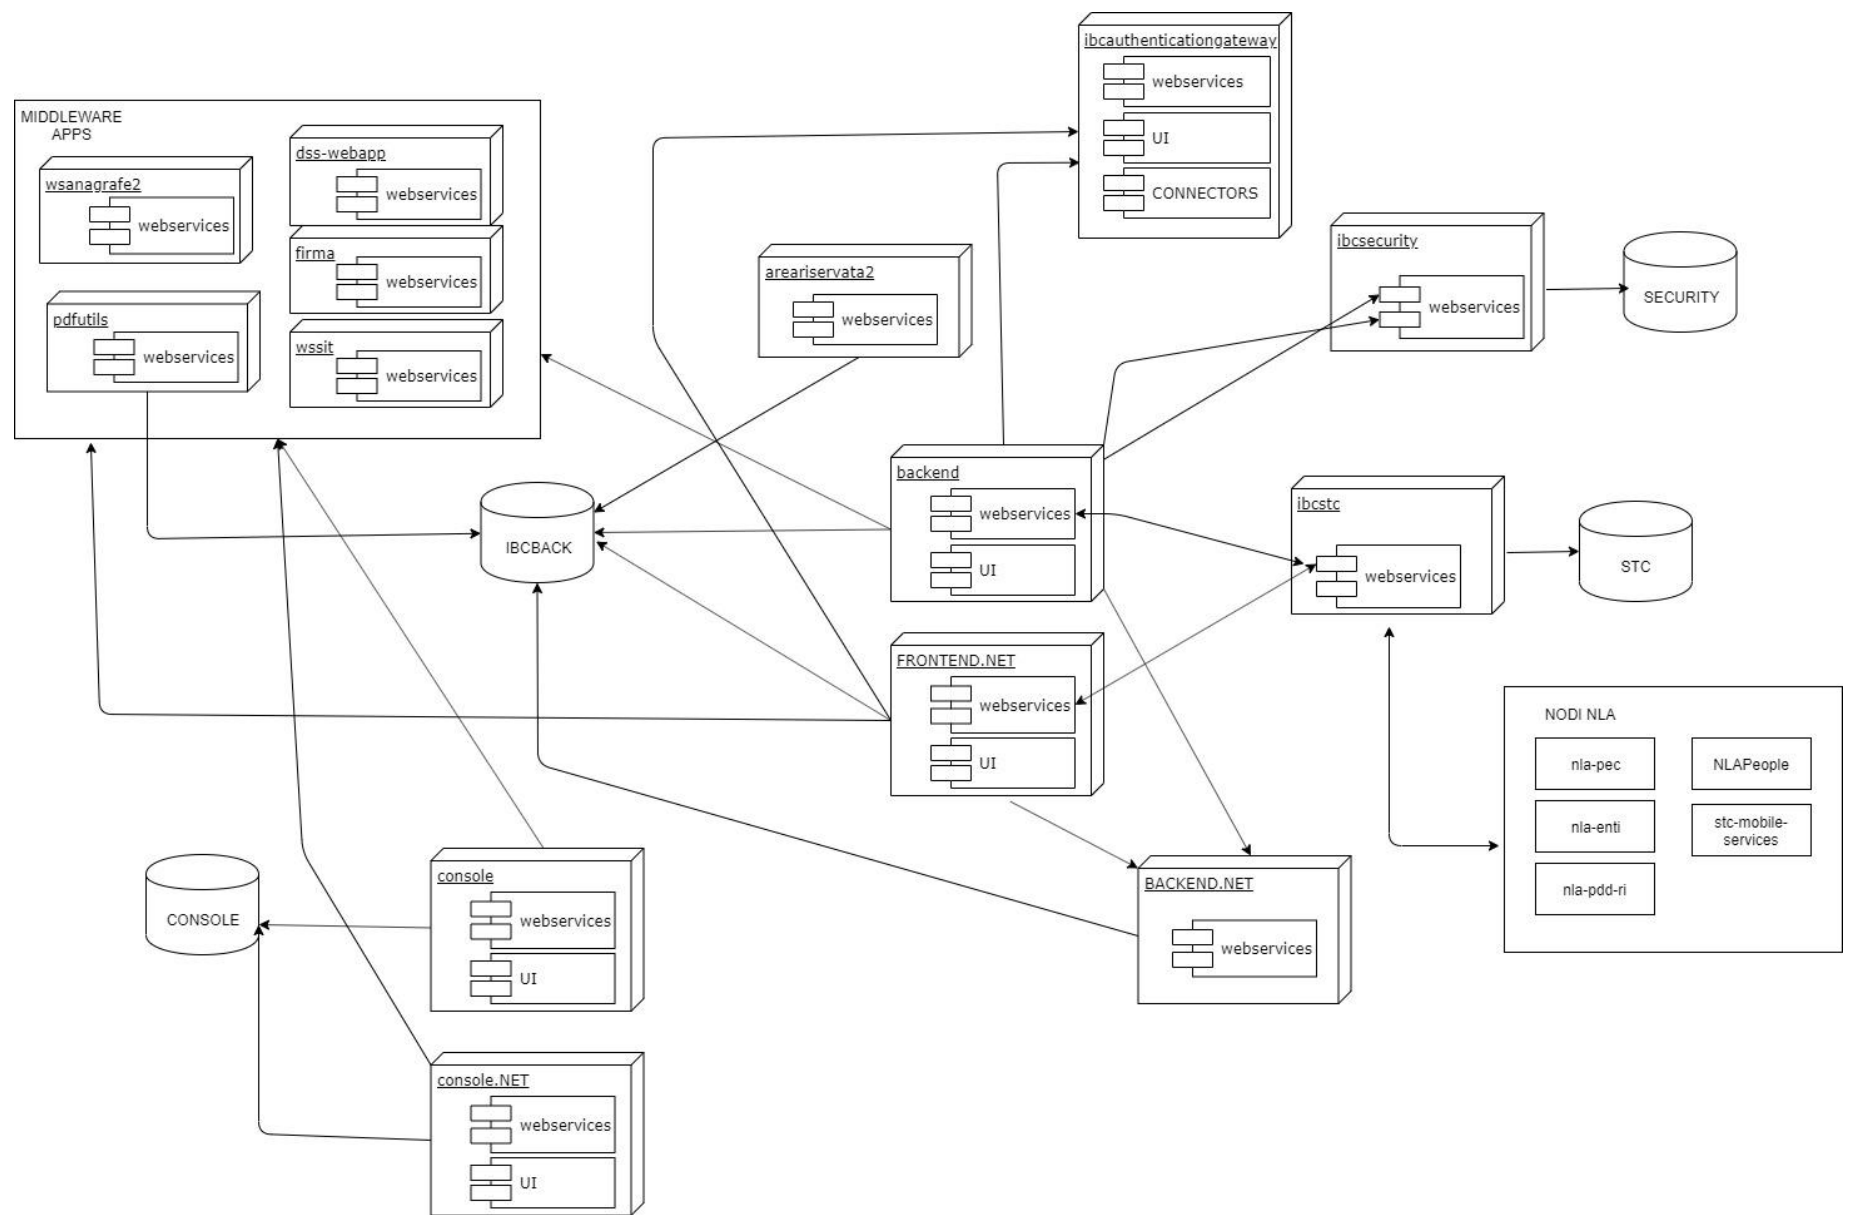 ibcauthenticationgateway
webservices
UI
CONNECTORS
MIDDLEWARE
APPS
wsanagrafe2
webservices
pdfutils
webservices
dss-webapp
webservices
firma
webservices
wssit
webservices
areariservata2
webservices
ibcsecurity
webservices
SECURITY
IBCBACK
backend
webservices
UI
ibcstc
webservices
STC
FRONTEND.NET
webservices
UI
NODI NLA
nla-pec
NLAPeople
nla-enti
stc-mobile-
services
nla-pdd-ri
BACKEND.NET
webservices
CONSOLE
console
webservices
UI
console.NET
webservices
UI